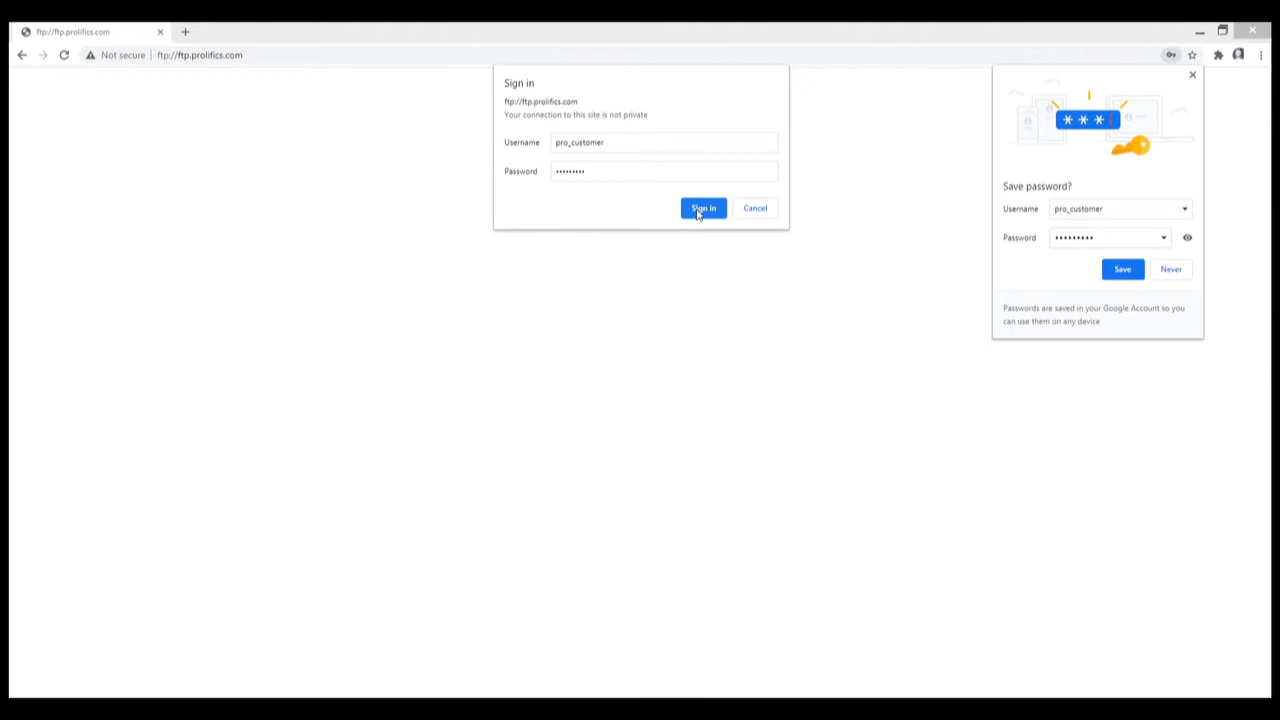 ftp://ftp.prolifics.com
Not secure
ftp://ftp.prolifics.com
Sign in
ftp://ftp.prolifics.com
Your connection to this site is not private
Username
pro_customer
Password
•••••••••
Sign in
Cancel
* * *
Save password?
Username
pro_customer
Password
•••••••••
Save
Never
Passwords are saved in your Google Account so you
can use them on any device